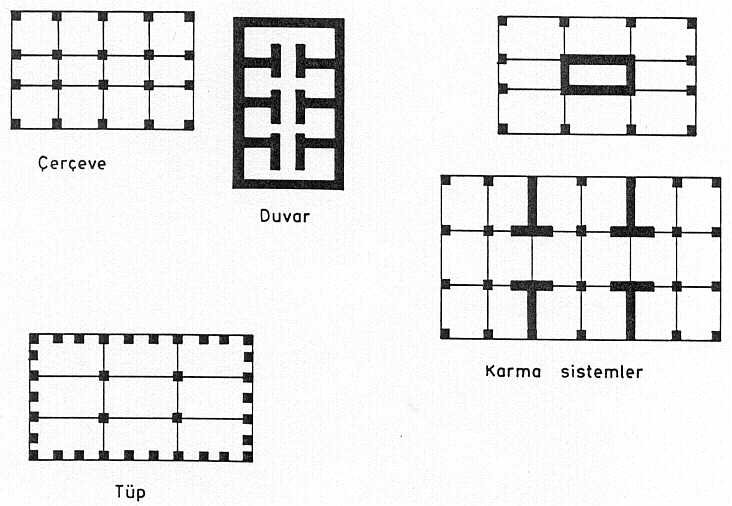 Çerçeve
Duvar
Karma sistemler
Tüp